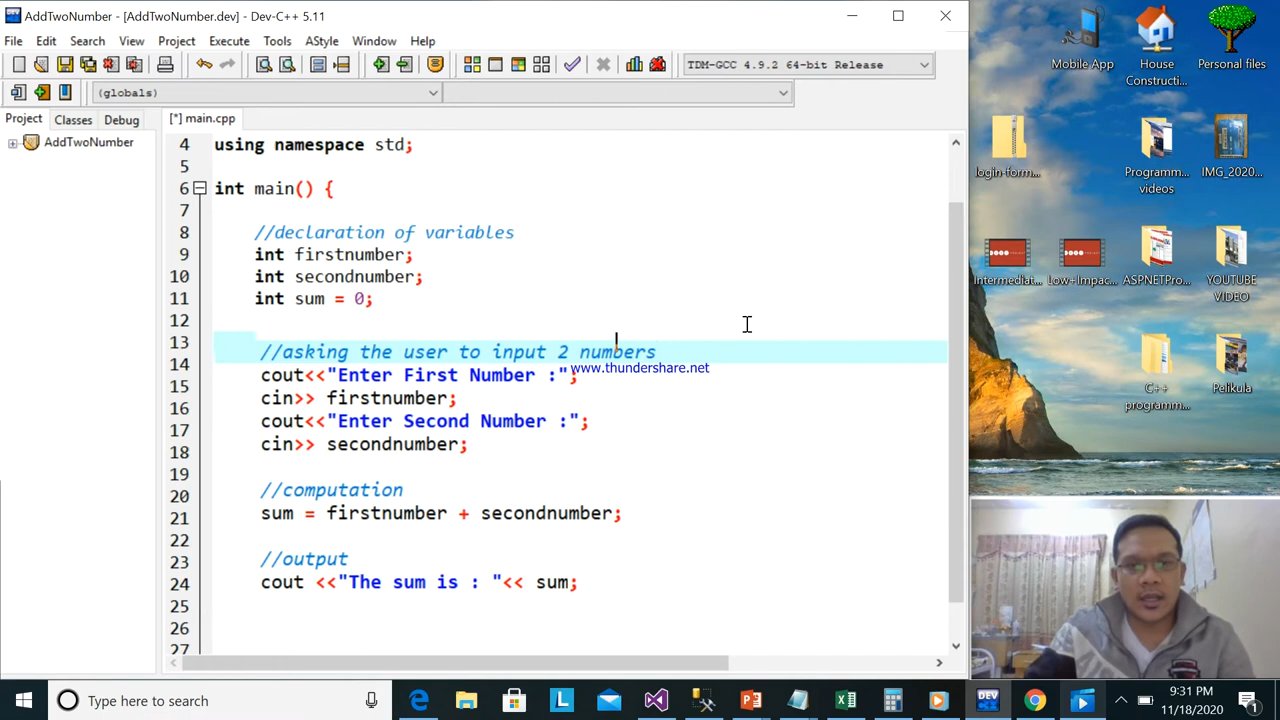 AddTwoNumber - [AddTwoNumber.dev] - Dev-C++ 5.11
File Edit Search View Project Execute Tools AStyle Window Help
TDM-GCC 4.9.2 64-bit Release
(globals)
Project Classes Debug
[*] main.cpp
AddTwoNumber
4 using namespace std;
5
6 int main() {
7
8 //declaration of variables
9 int firstnumber;
10 int secondnumber;
11 int sum = 0;
12
13 //asking the user to input 2 numbers
14 cout<<"Enter First Number :";
15 cin>> firstnumber;
16 cout<<"Enter Second Number :";
17 cin>> secondnumber;
18
19 //computation
20 sum = firstnumber + secondnumber;
21
22 //output
23 cout <<"The sum is : "<< sum;
24
25
26
27
www.thundershare.net
Mobile App
House Constructi...
Personal files
login-form...
Programm... videos
IMG_2020...
Intermediat...
Low+Impac...
ASPNETPro...
YOUTUBE VIDEO
C++ programm...
Pelikula
Type here to search
9:31 PM
11/18/2020
1